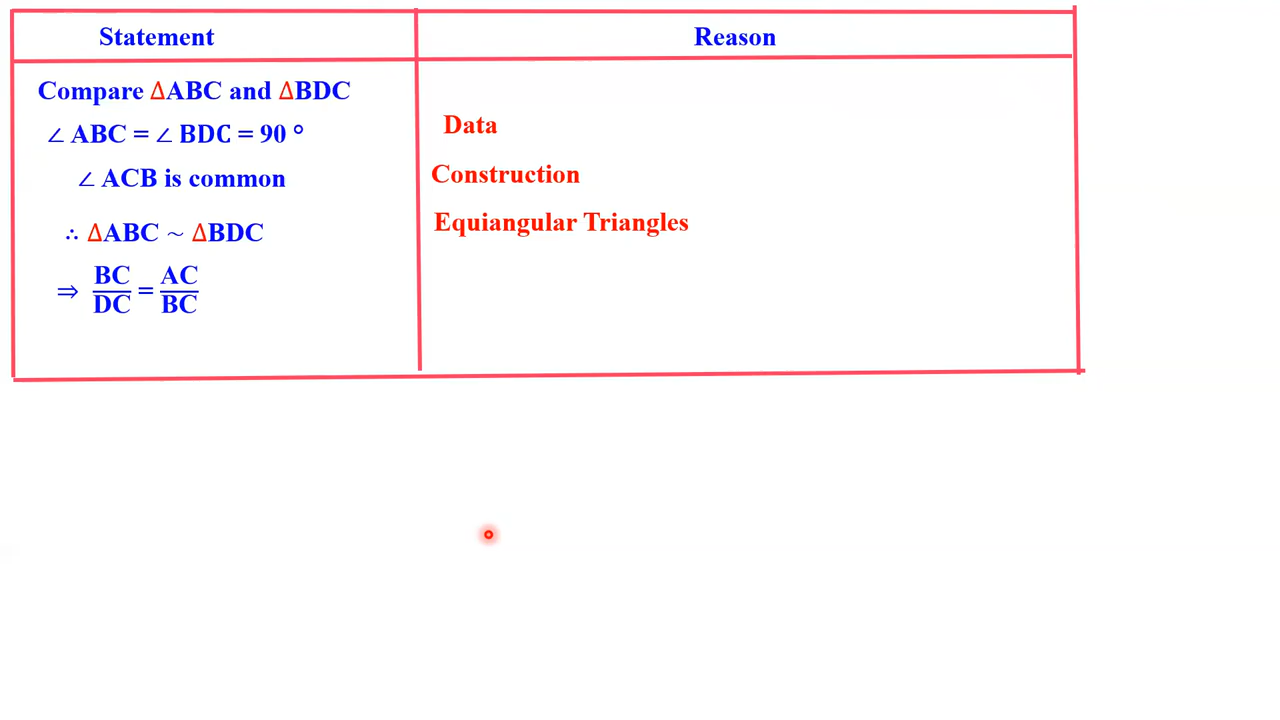 Statement
Reason
Compare ΔABC and ΔBDC
∠ ABC = ∠ BDC = 90 °
∠ ACB is common
∴ ΔABC ~ ΔBDC
⇒ BC/DC = AC/BC
Data
Construction
Equiangular Triangles